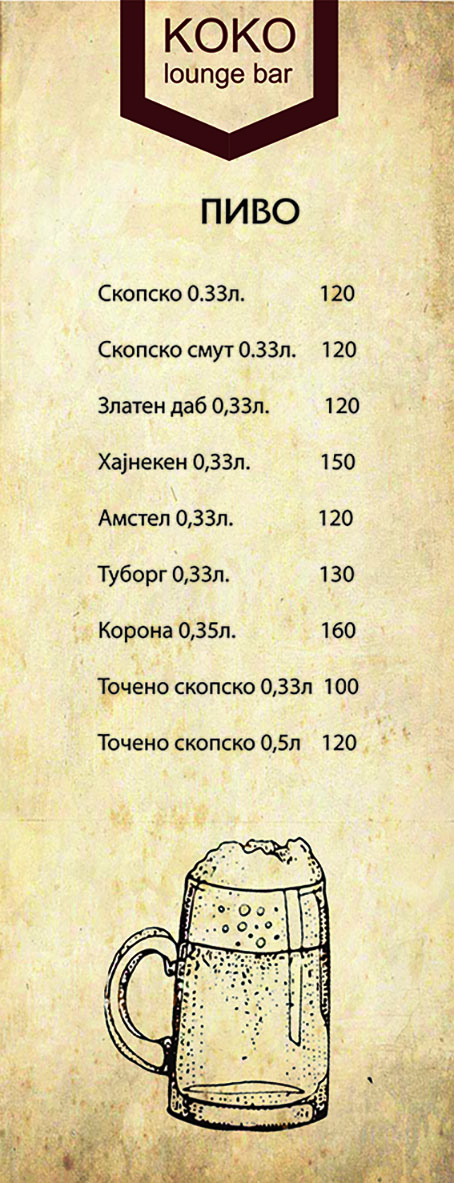 KOKO
lounge bar
ПИВО
Скопско 0.33л. 120
Скопско смут 0.33л. 120
Златен даб 0,33л. 120
Хајнекен 0,33л. 150
Амстел 0,33л. 120
Туборг 0,33л. 130
Корона 0,35л. 160
Точено скопско 0,33л 100
Точено скопско 0,5л 120